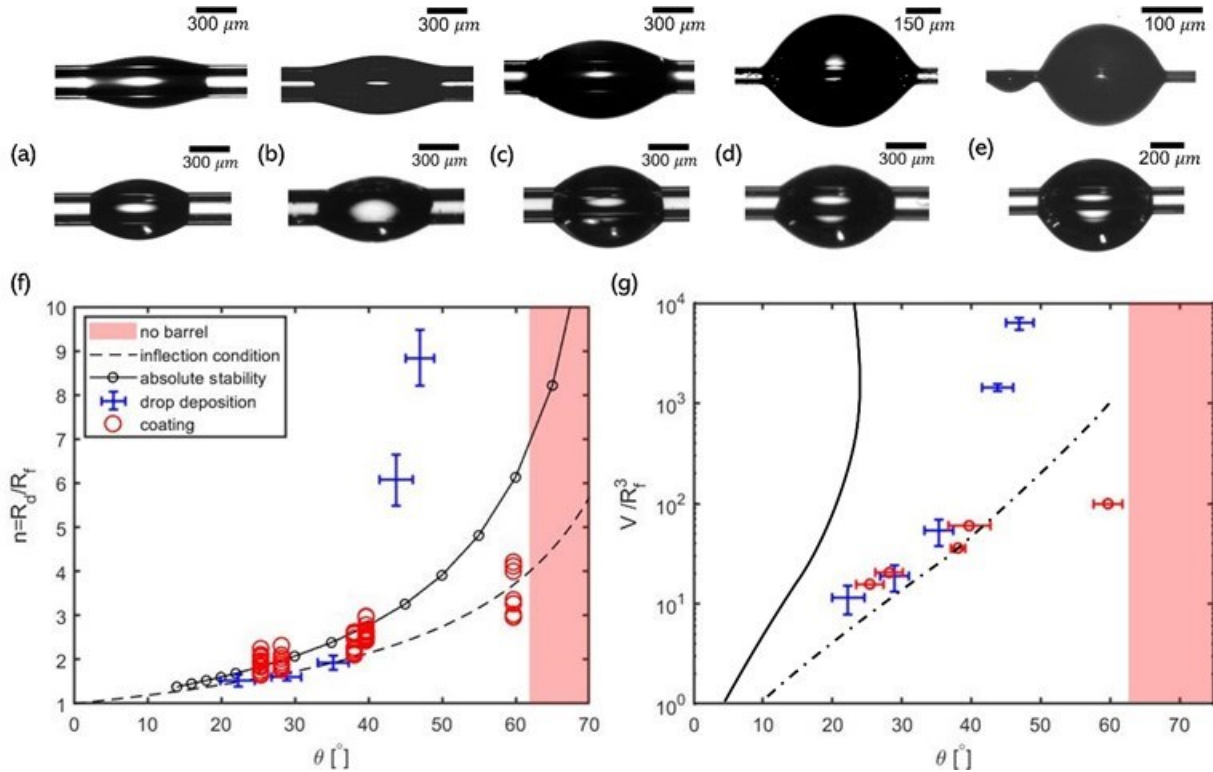 300 μm
300 μm
300 μm
150 μm
100 μm
(a)
300 μm
(b)
300 μm
(c)
300 μm
(d)
300 μm
(e)
200 μm
(f)
10
9
8
7
6
5
4
3
2
1
n=R_d/R_f
no barrel
inflection condition
absolute stability
drop deposition
coating
0 10 20 30 40 50 60 70
θ [°]
(g)
10^4
10^3
10^2
10^1
10^0
V/R_f^3
0 10 20 30 40 50 60 70
θ [°]